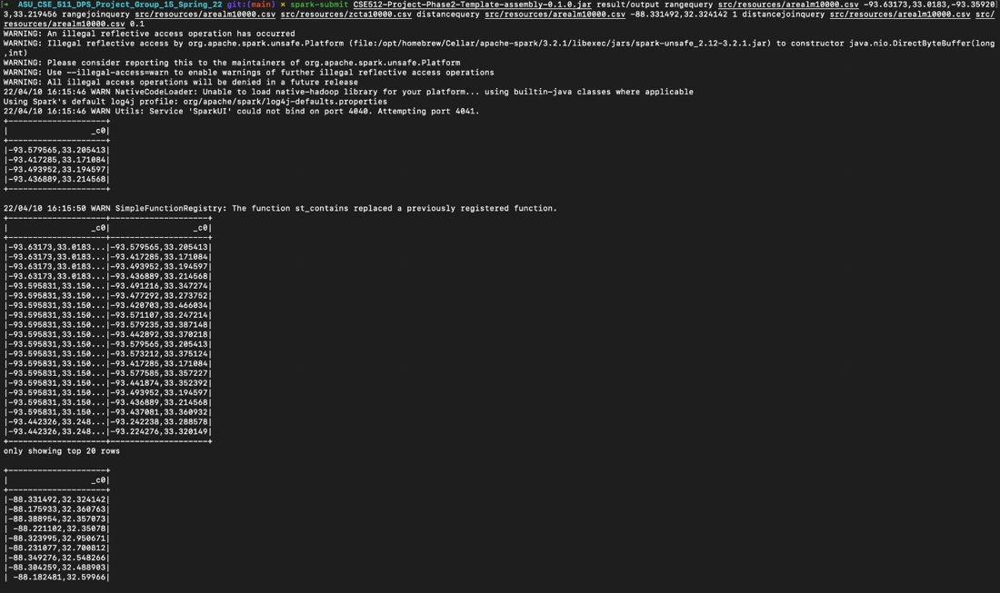 [→  ASU_CSE_511_DPS_Project_Group_15_Spring_22 git:(main) × spark-submit CSE512-Project-Phase2-Template-assembly-0.1.0.jar result/output rangequery src/resources/arealm10000.csv -93.63173,33.0183,-93.35920]
3,33.219456 rangejoinquery src/resources/arealm10000.csv src/resources/zcta10000.csv distancequery src/resources/arealm10000.csv -88.331492,32.324142 1 distancejoinquery src/resources/arealm10000.csv src/
resources/arealm10000.csv 0.1
WARNING: An illegal reflective access operation has occurred
WARNING: Illegal reflective access by org.apache.spark.unsafe.Platform (file:/opt/homebrew/Cellar/apache-spark/3.2.1/libexec/jars/spark-unsafe_2.12-3.2.1.jar) to constructor java.nio.DirectByteBuffer(long
,int)
WARNING: Please consider reporting this to the maintainers of org.apache.spark.unsafe.Platform
WARNING: Use --illegal-access=warn to enable warnings of further illegal reflective access operations
WARNING: All illegal access operations will be denied in a future release
22/04/10 16:15:46 WARN NativeCodeLoader: Unable to load native-hadoop library for your platform... using builtin-java classes where applicable
Using Spark's default log4j profile: org/apache/spark/log4j-defaults.properties
22/04/10 16:15:46 WARN Utils: Service 'SparkUI' could not bind on port 4040. Attempting port 4041.
+--------------------+
|                 _c0|
+--------------------+
|-93.579565,33.205413|
|-93.417285,33.171084|
|-93.493952,33.194597|
|-93.436889,33.214568|
+--------------------+

22/04/10 16:15:50 WARN SimpleFunctionRegistry: The function st_contains replaced a previously registered function.
+--------------------+--------------------+
|                 _c0|                 _c0|
+--------------------+--------------------+
|-93.63173,33.0183...|-93.579565,33.205413|
|-93.63173,33.0183...|-93.417285,33.171084|
|-93.63173,33.0183...|-93.493952,33.194597|
|-93.63173,33.0183...|-93.436889,33.214568|
|-93.595831,33.150...|-93.491216,33.347274|
|-93.595831,33.150...|-93.477292,33.273752|
|-93.595831,33.150...|-93.420703,33.466034|
|-93.595831,33.150...|-93.571107,33.247214|
|-93.595831,33.150...|-93.579235,33.387148|
|-93.595831,33.150...|-93.442892,33.370218|
|-93.595831,33.150...|-93.579565,33.205413|
|-93.595831,33.150...|-93.573212,33.375124|
|-93.595831,33.150...|-93.417285,33.171084|
|-93.595831,33.150...|-93.577585,33.357227|
|-93.595831,33.150...|-93.441874,33.352392|
|-93.595831,33.150...|-93.493952,33.194597|
|-93.595831,33.150...|-93.436889,33.214568|
|-93.595831,33.150...|-93.437081,33.360932|
|-93.442326,33.248...|-93.242238,33.288578|
|-93.442326,33.248...|-93.224276,33.320149|
+--------------------+--------------------+
only showing top 20 rows

+--------------------+
|                 _c0|
+--------------------+
|-88.331492,32.324142|
|-88.175933,32.360763|
|-88.388954,32.357073|
| -88.221102,32.35078|
|-88.323995,32.950671|
|-88.231077,32.700812|
|-88.349276,32.548266|
|-88.304259,32.488903|
| -88.182481,32.59966|